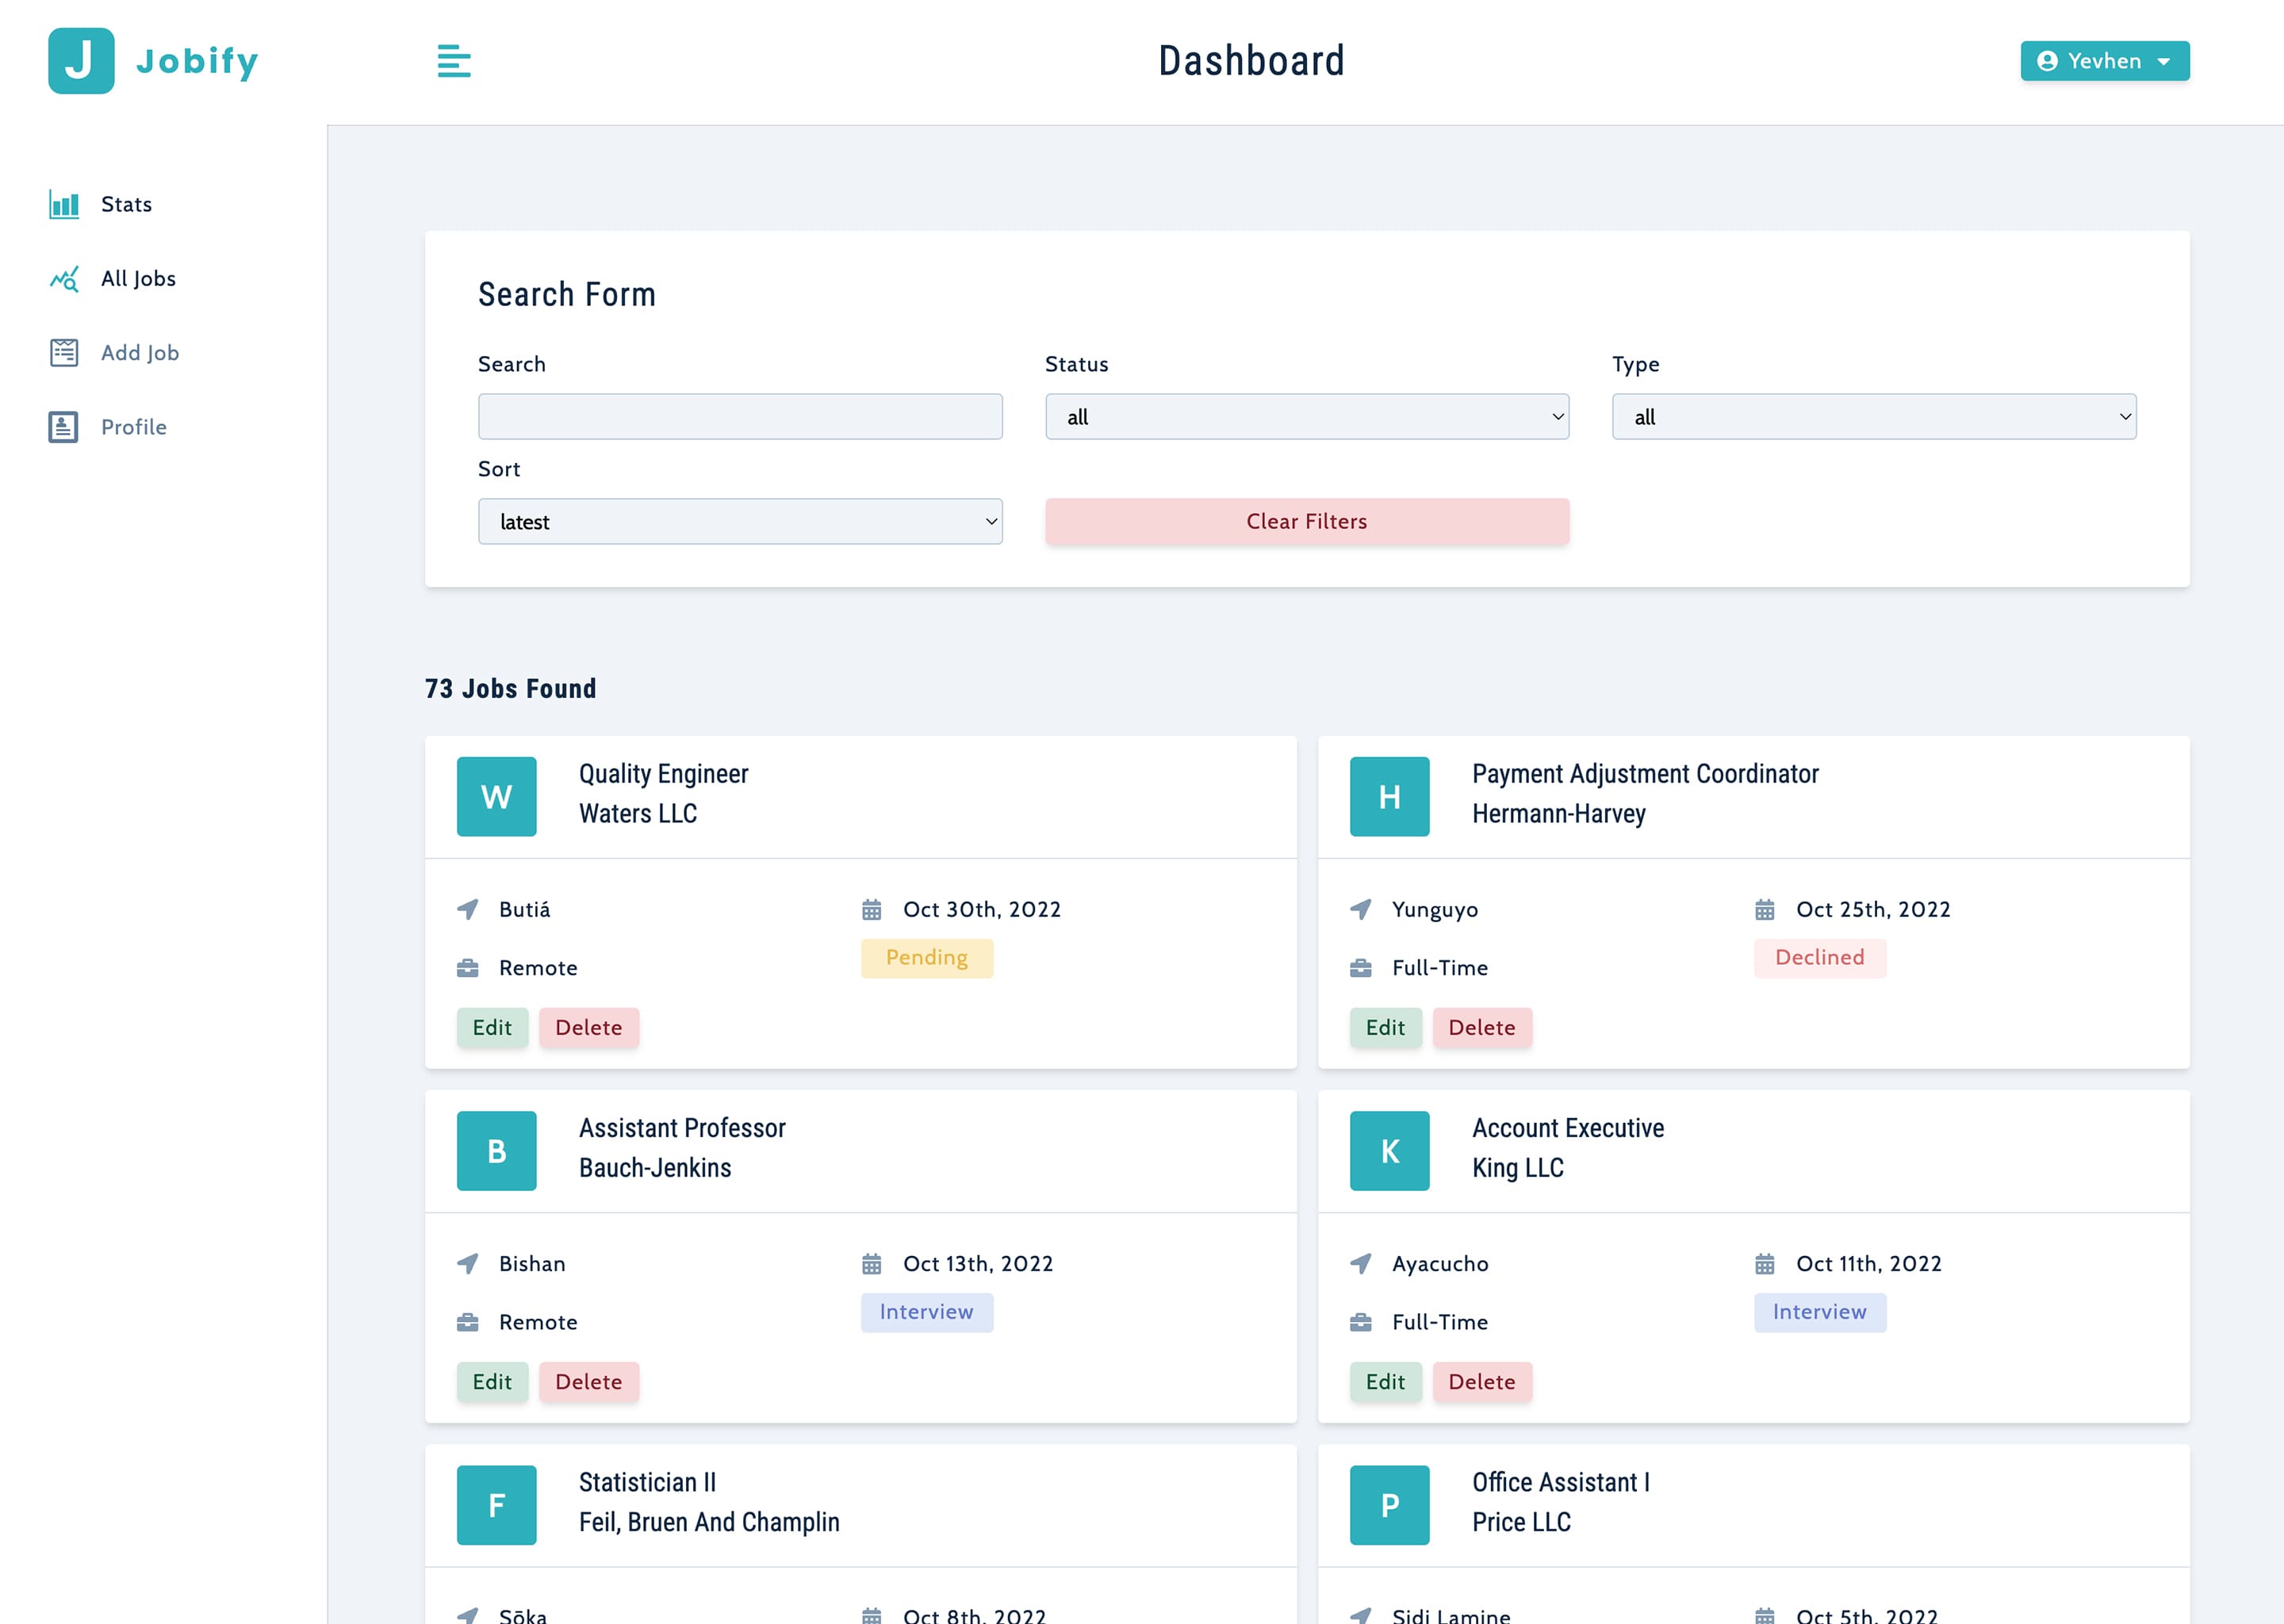 J Jobify
Dashboard
Yevhen
Stats
All Jobs
Add Job
Profile
Search Form
Search
Status
Type
all
all
Sort
latest
Clear Filters
73 Jobs Found
W
Quality Engineer
Waters LLC
Butiá
Oct 30th, 2022
Remote
Pending
Edit
Delete
H
Payment Adjustment Coordinator
Hermann-Harvey
Yunguyo
Oct 25th, 2022
Full-Time
Declined
Edit
Delete
B
Assistant Professor
Bauch-Jenkins
Bishan
Oct 13th, 2022
Remote
Interview
Edit
Delete
K
Account Executive
King LLC
Ayacucho
Oct 11th, 2022
Full-Time
Interview
Edit
Delete
F
Statistician II
Feil, Bruen And Champlin
Sōka
Oct 8th, 2022
P
Office Assistant I
Price LLC
Sidi Lamine
Oct 5th, 2022